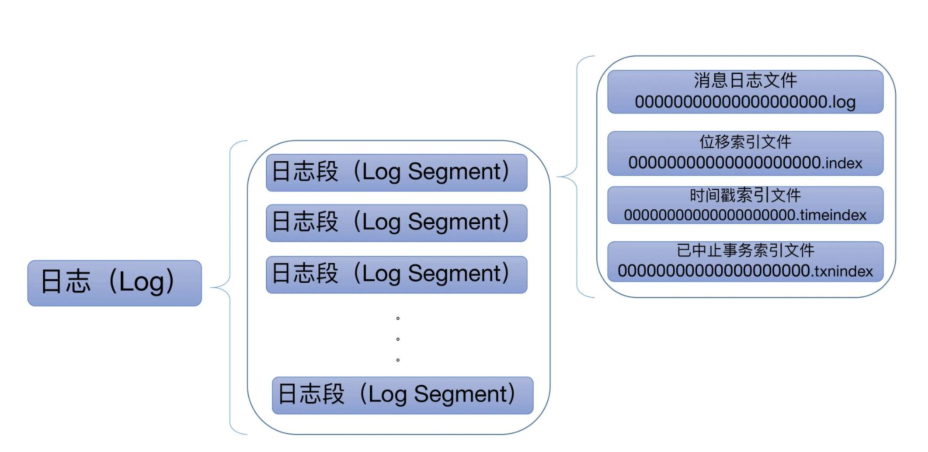 日志（Log）
日志段（Log Segment）
日志段（Log Segment）
日志段（Log Segment）
日志段（Log Segment）
消息日志文件
00000000000000000000.log
位移索引文件
00000000000000000000.index
时间戳索引文件
00000000000000000000.timeindex
已中止事务索引文件
00000000000000000000.txnindex